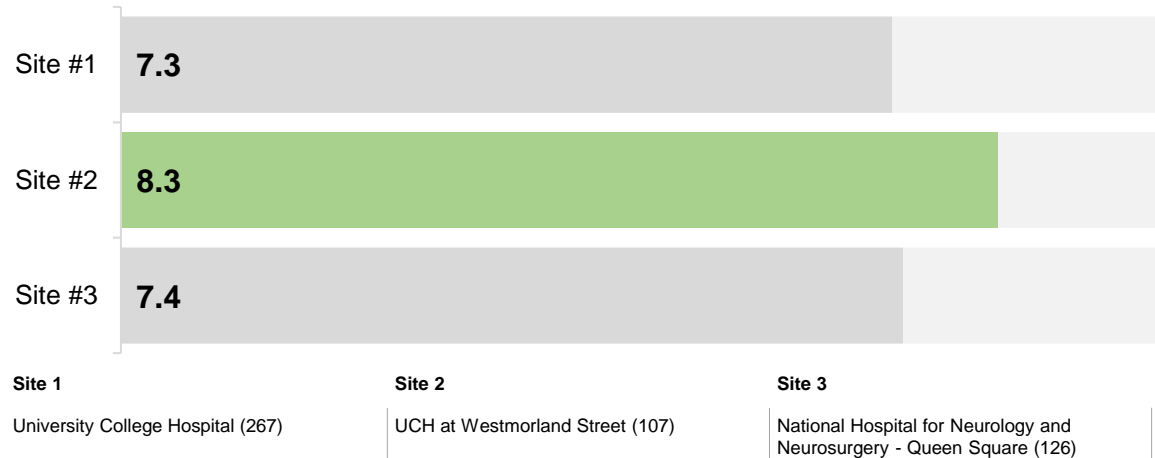 Site #1
7.3
Site #2
8.3
Site #3
7.4
Site 1
University College Hospital (267)
Site 2
UCH at Westmorland Street (107)
Site 3
National Hospital for Neurology and
Neurosurgery - Queen Square (126)